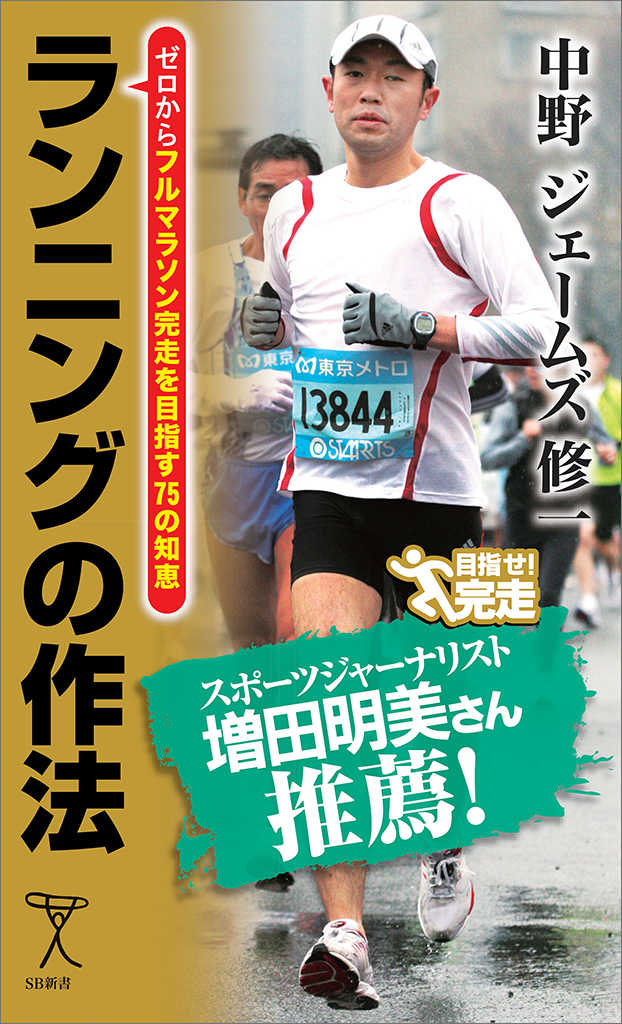 中野 ジェームズ 修一
ランニングの作法
ゼロからフルマラソン完走を目指す75の知恵
東京メトロ
13844
STARTS
東京
目指せ!
完走
スポーツジャーナリスト
増田明美さん
推薦!
SB新書